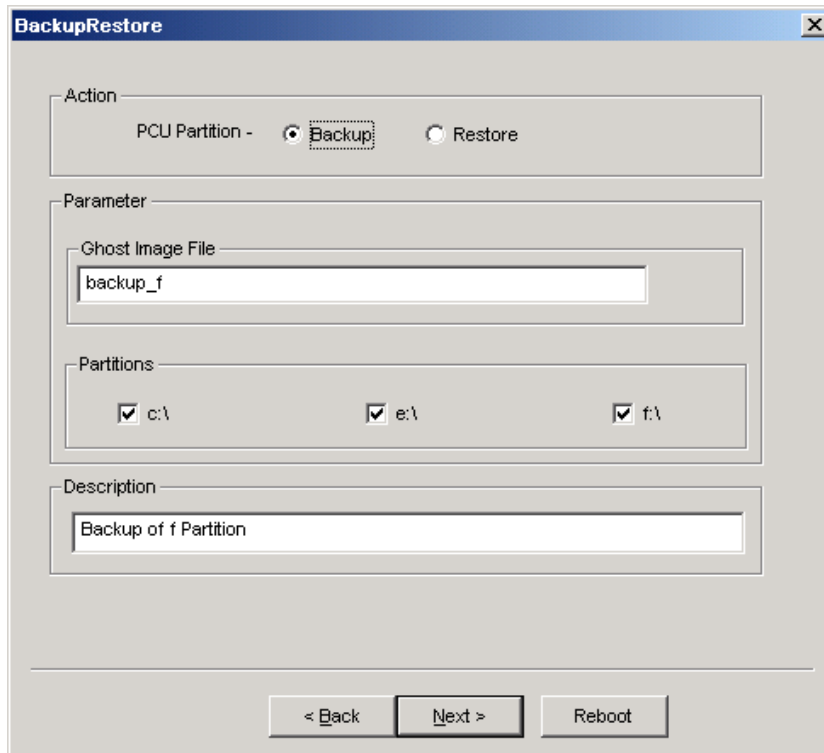 BackupRestore
Action
PCU Partition - Backup Restore
Parameter
Ghost Image File
backup_f
Partitions
c:\ e:\ f:\
Description
Backup of f Partition
< Back Next > Reboot